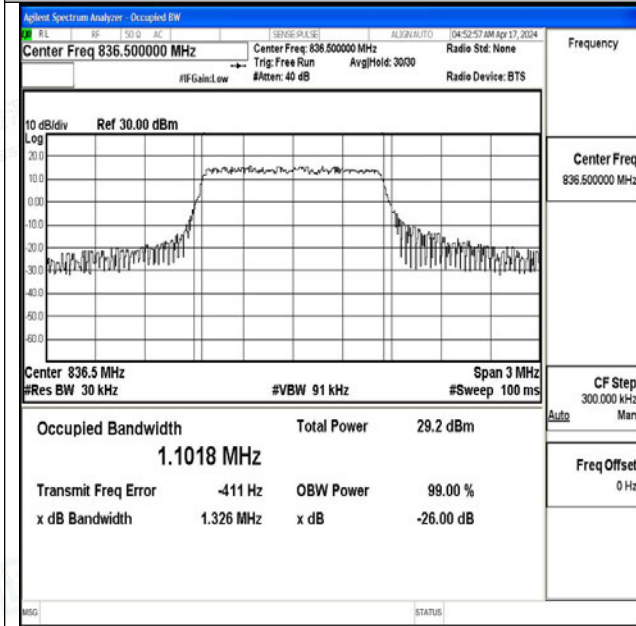 Agilent Spectrum Analyzer - Occupied BW
RL RF 50 Ω AC SENSE:PULSE ALIGNAUTO 04:52:57 AM Apr 17, 2024
Center Freq 836.500000 MHz
Center Freq: 836.500000 MHz
Radio Std: None
Trig: Free Run Avg|Hold: 30/30
#IFGain:Low #Atten: 40 dB Radio Device: BTS
10 dB/div Ref 30.00 dBm
Log
20.0
10.0
0.00
-10.0
-20.0
-30.0
-40.0
-50.0
-60.0
Center 836.5 MHz Span 3 MHz
#Res BW 30 kHz #VBW 91 kHz #Sweep 100 ms
Occupied Bandwidth Total Power 29.2 dBm
1.1018 MHz
Transmit Freq Error -411 Hz OBW Power 99.00 %
x dB Bandwidth 1.326 MHz x dB -26.00 dB
MSG STATUS
Frequency
Center Freq
836.500000 MHz
CF Step
300.000 kHz
Auto Man
Freq Offset
0 Hz